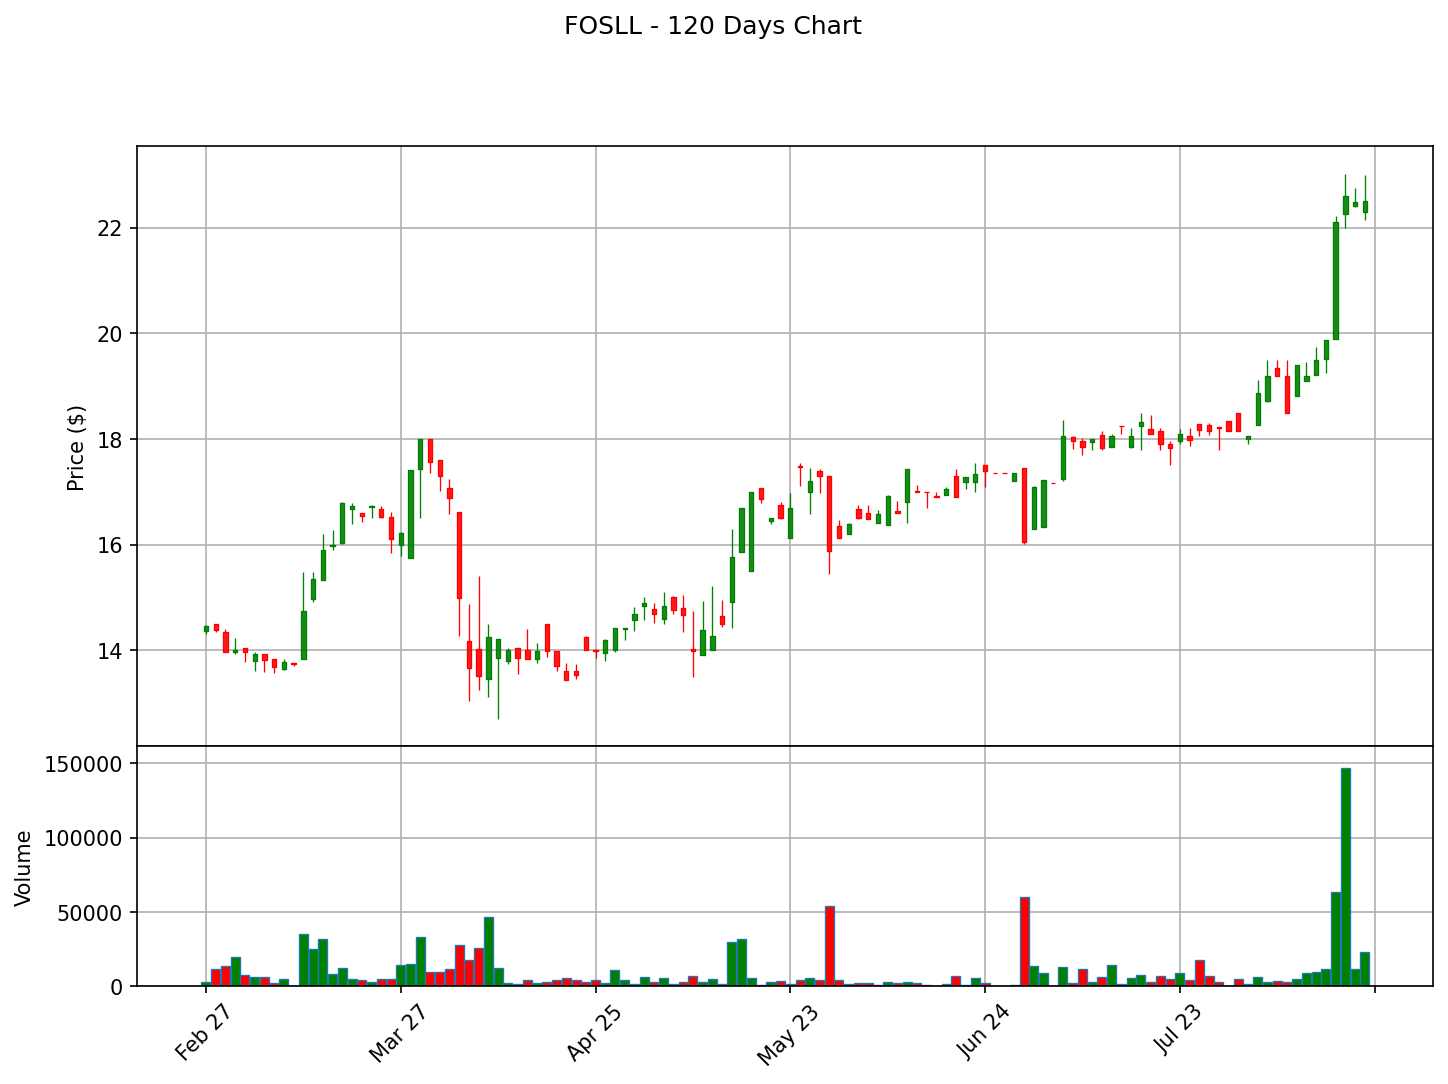 FOSLL - 120 Days Chart
Price ($)
22
20
18
16
14
Volume
150000
100000
50000
0
Feb 27
Mar 27
Apr 25
May 23
Jun 24
Jul 23